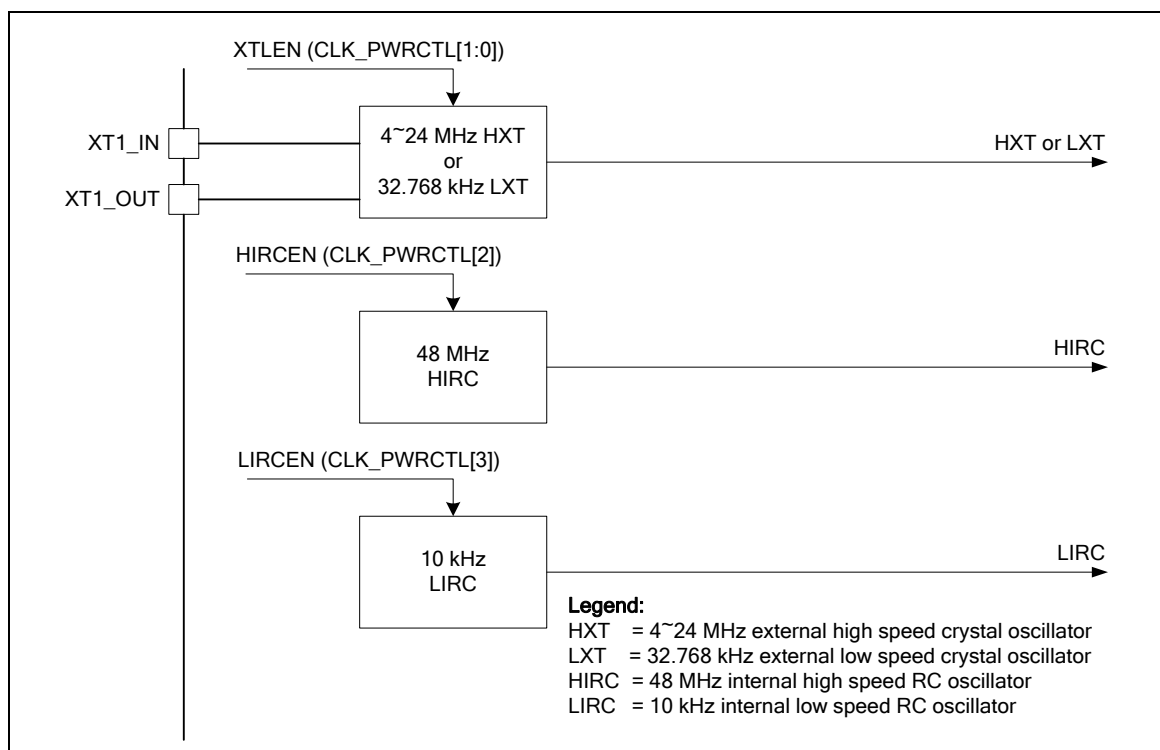 XTLEN (CLK_PWRCTL[1:0])
XT1_IN
XT1_OUT
4~24 MHz HXT
or
32.768 kHz LXT
HXT or LXT
HIRCEN (CLK_PWRCTL[2])
48 MHz
HIRC
HIRC
LIRCEN (CLK_PWRCTL[3])
10 kHz
LIRC
LIRC
Legend:
HXT = 4~24 MHz external high speed crystal oscillator
LXT = 32.768 kHz external low speed crystal oscillator
HIRC = 48 MHz internal high speed RC oscillator
LIRC = 10 kHz internal low speed RC oscillator